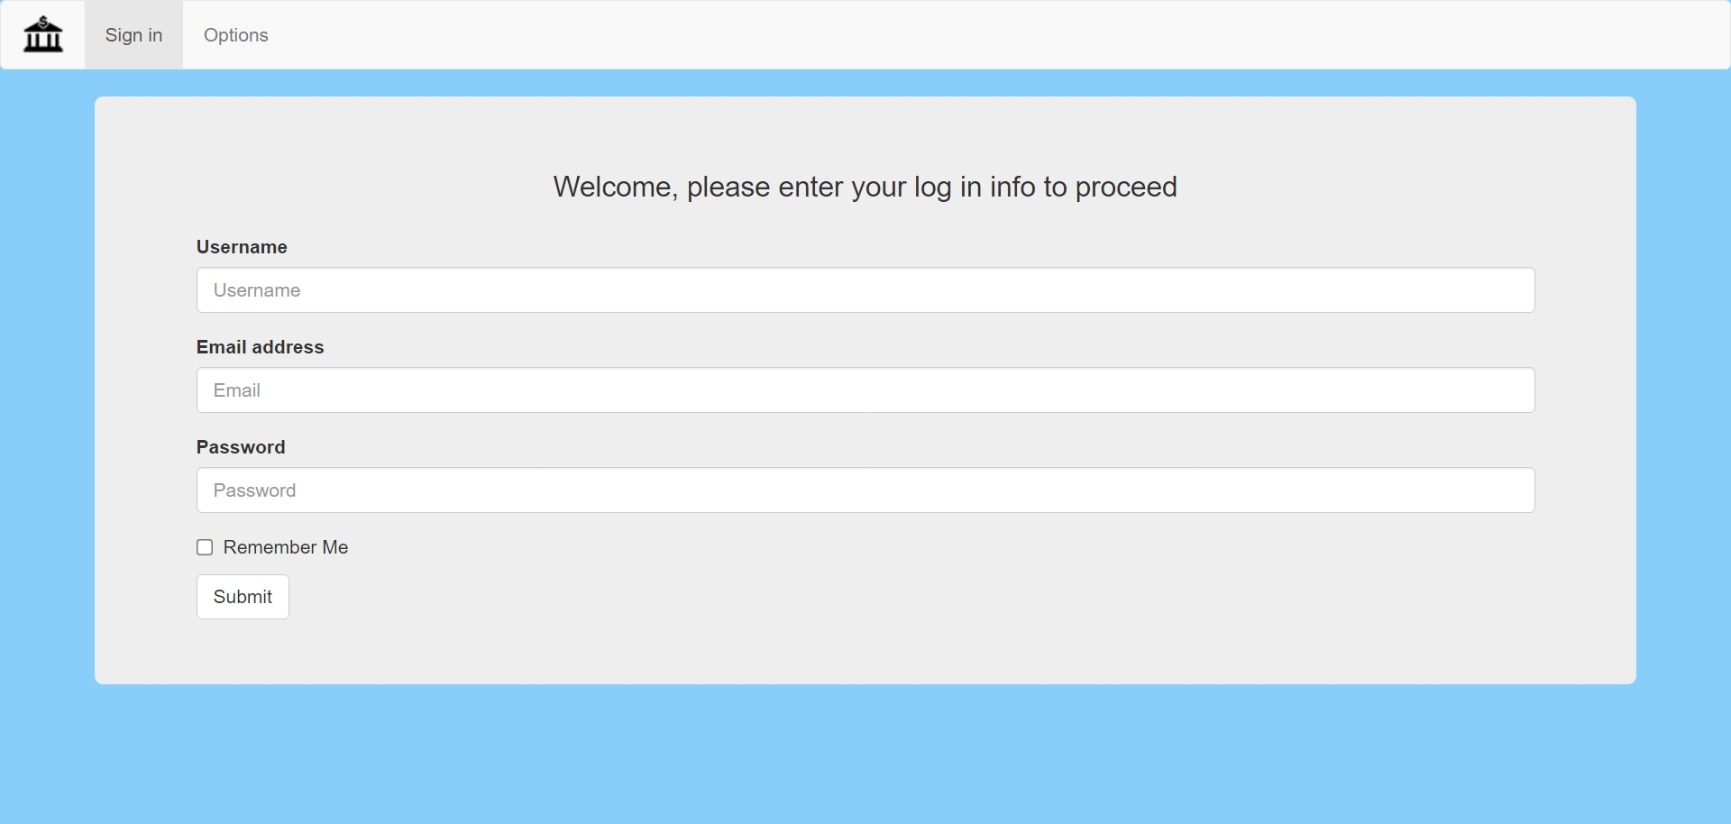 Sign in
Options
Welcome, please enter your log in info to proceed
Username
Username
Email address
Email
Password
Password
Remember Me
Submit